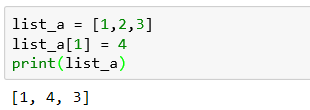 list_a = [1,2,3]
list_a[1] = 4
print(list_a)
[1, 4, 3]